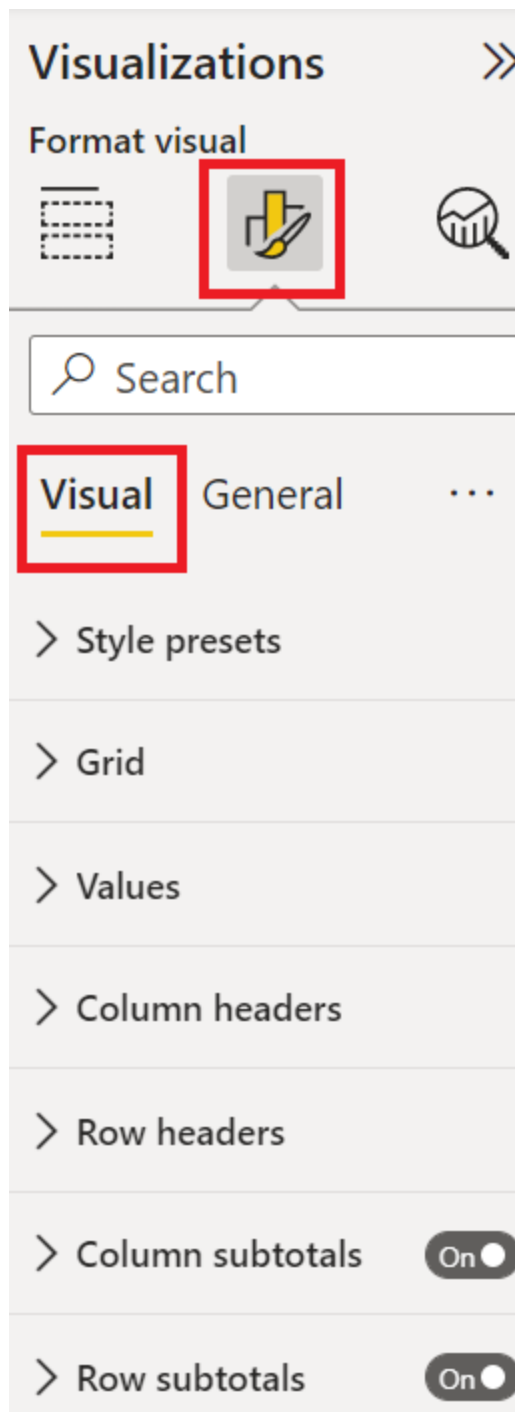 Visualizations
Format visual
Search
Visual General
Style presets
Grid
Values
Column headers
Row headers
Column subtotals On
Row subtotals On